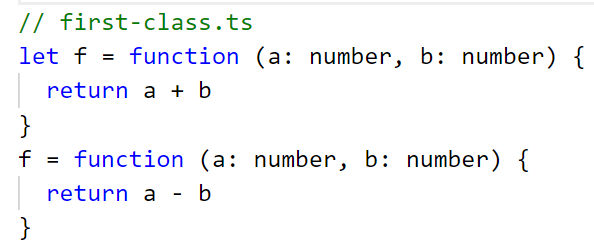 // first-class.ts
let f = function (a: number, b: number) {
  return a + b
}
f = function (a: number, b: number) {
  return a - b
}